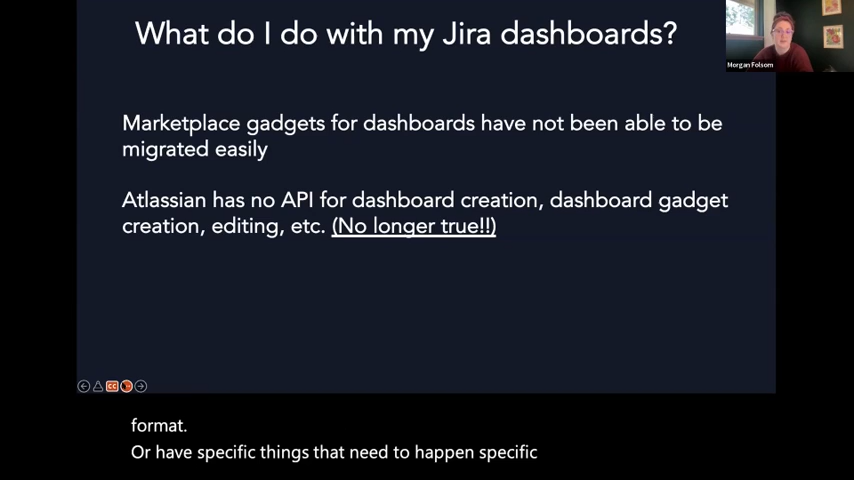 What do I do with my Jira dashboards?
Morgan Folsom
Marketplace gadgets for dashboards have not been able to be
migrated easily
Atlassian has no API for dashboard creation, dashboard gadget
creation, editing, etc. (No longer true!!)
CC
format.
Or have specific things that need to happen specific